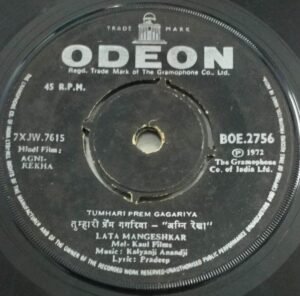 TRADE MARK
ODEON
Regd. Trade Mark of The Gramophone Co., Ltd.
45 R.P.M.
7XJW.7615
Hindi Film:
AGNI-
REKHA
BOE.2756
℗ 1972
The Gramophone
Co. of India Ltd.
TUMHARI PREM GAGARIYA
तुम्हारी प्रेम गगरिया - "अग्नि रेखा"
LATA MANGESHKAR
Mel- Kaul Films
Music: Kalyanji Anandji
Lyric: Pradeep